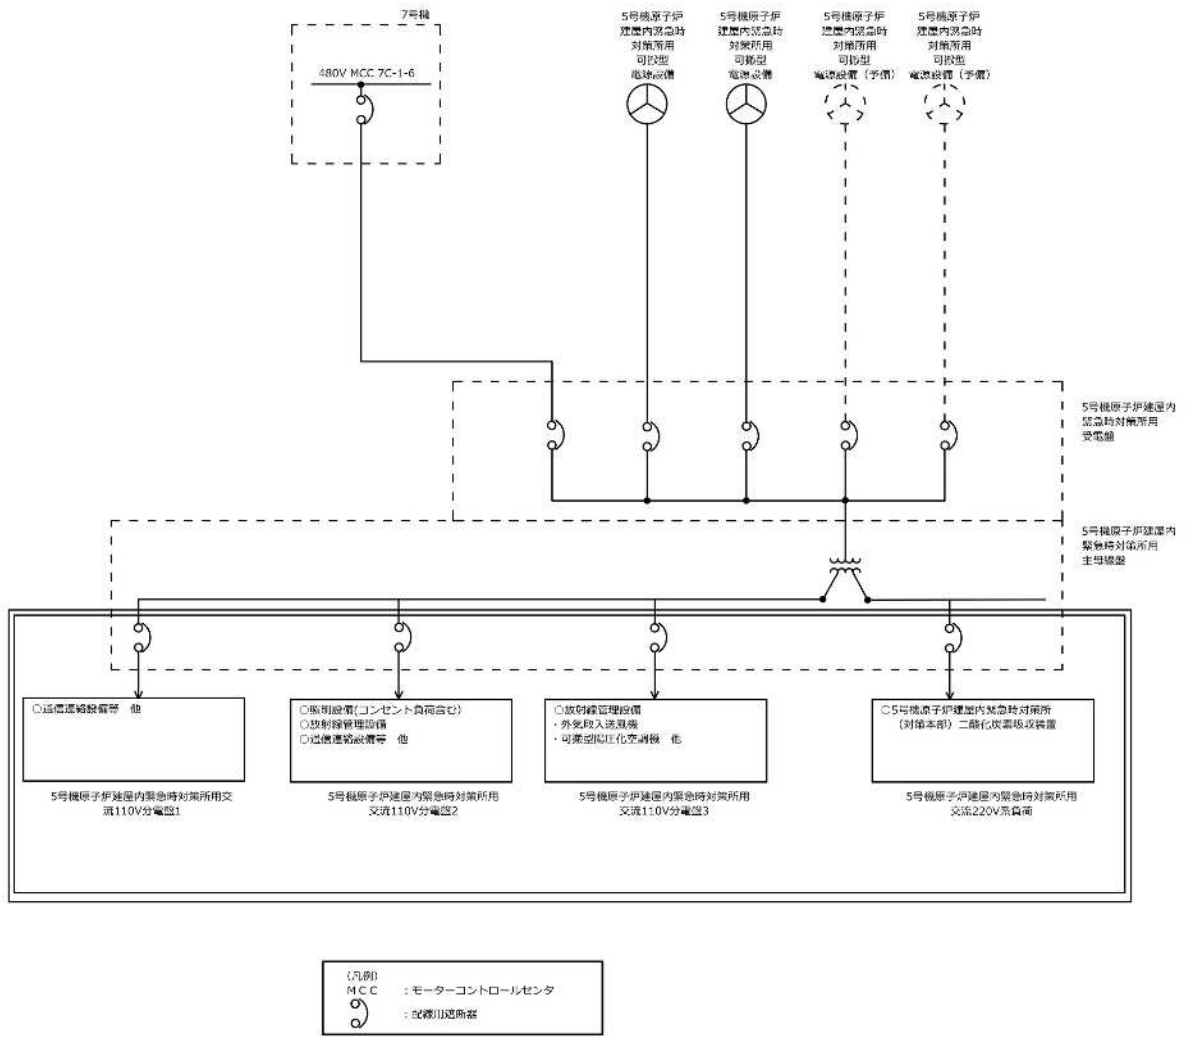 7号機
480V MCC 7C-1-6
5号機原子炉
建屋内緊急時
対策所用
可搬型
電源設備
5号機原子炉
建屋内緊急時
対策所用
可搬型
電源設備
5号機原子炉
建屋内緊急時
対策所用
可搬型
電源設備（予備）
5号機原子炉
建屋内緊急時
対策所用
可搬型
電源設備（予備）
5号機原子炉建屋内
緊急時対策所用
受電盤
5号機原子炉建屋内
緊急時対策所用
主母線盤
○通信連絡設備等　他
5号機原子炉建屋内緊急時対策所用交
流110V分電盤1
○照明設備(コンセント負荷含む)
○放射線管理設備
○通信連絡設備等　他
5号機原子炉建屋内緊急時対策所用
交流110V分電盤2
○放射線管理設備
・外気取入送風機
・可搬型陽圧化空調機　他
5号機原子炉建屋内緊急時対策所用
交流110V分電盤3
○5号機原子炉建屋内緊急時対策所
（対策本部）二酸化炭素吸収装置
5号機原子炉建屋内緊急時対策所用
交流220V系負荷
(凡例)
MCC　：モーターコントロールセンタ
：配線用遮断器